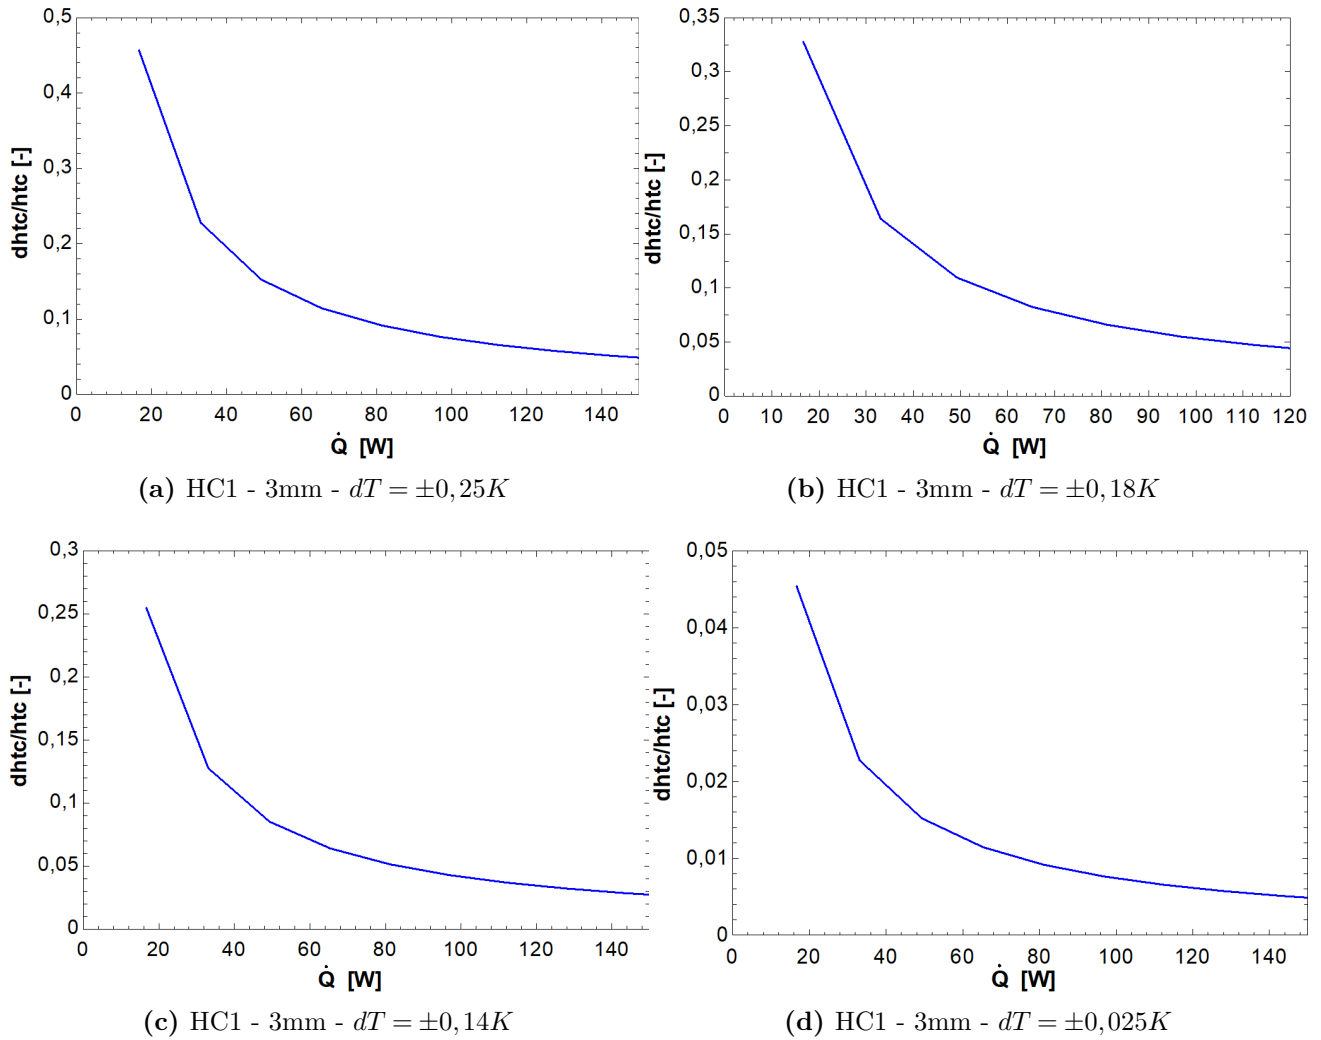 0,5
0,4
0,3
0,2
0,1
0
dhtc/htc [-]
0 20 40 60 80 100 120 140
Q̇ [W]
(a) HC1 - 3mm - dT = ±0,25K
0,35
0,3
0,25
0,2
0,15
0,1
0,05
0
dhtc/htc [-]
0 10 20 30 40 50 60 70 80 90 100 110 120
Q̇ [W]
(b) HC1 - 3mm - dT = ±0,18K
0,3
0,25
0,2
0,15
0,1
0,05
0
dhtc/htc [-]
0 20 40 60 80 100 120 140
Q̇ [W]
(c) HC1 - 3mm - dT = ±0,14K
0,05
0,04
0,03
0,02
0,01
0
dhtc/htc [-]
0 20 40 60 80 100 120 140
Q̇ [W]
(d) HC1 - 3mm - dT = ±0,025K